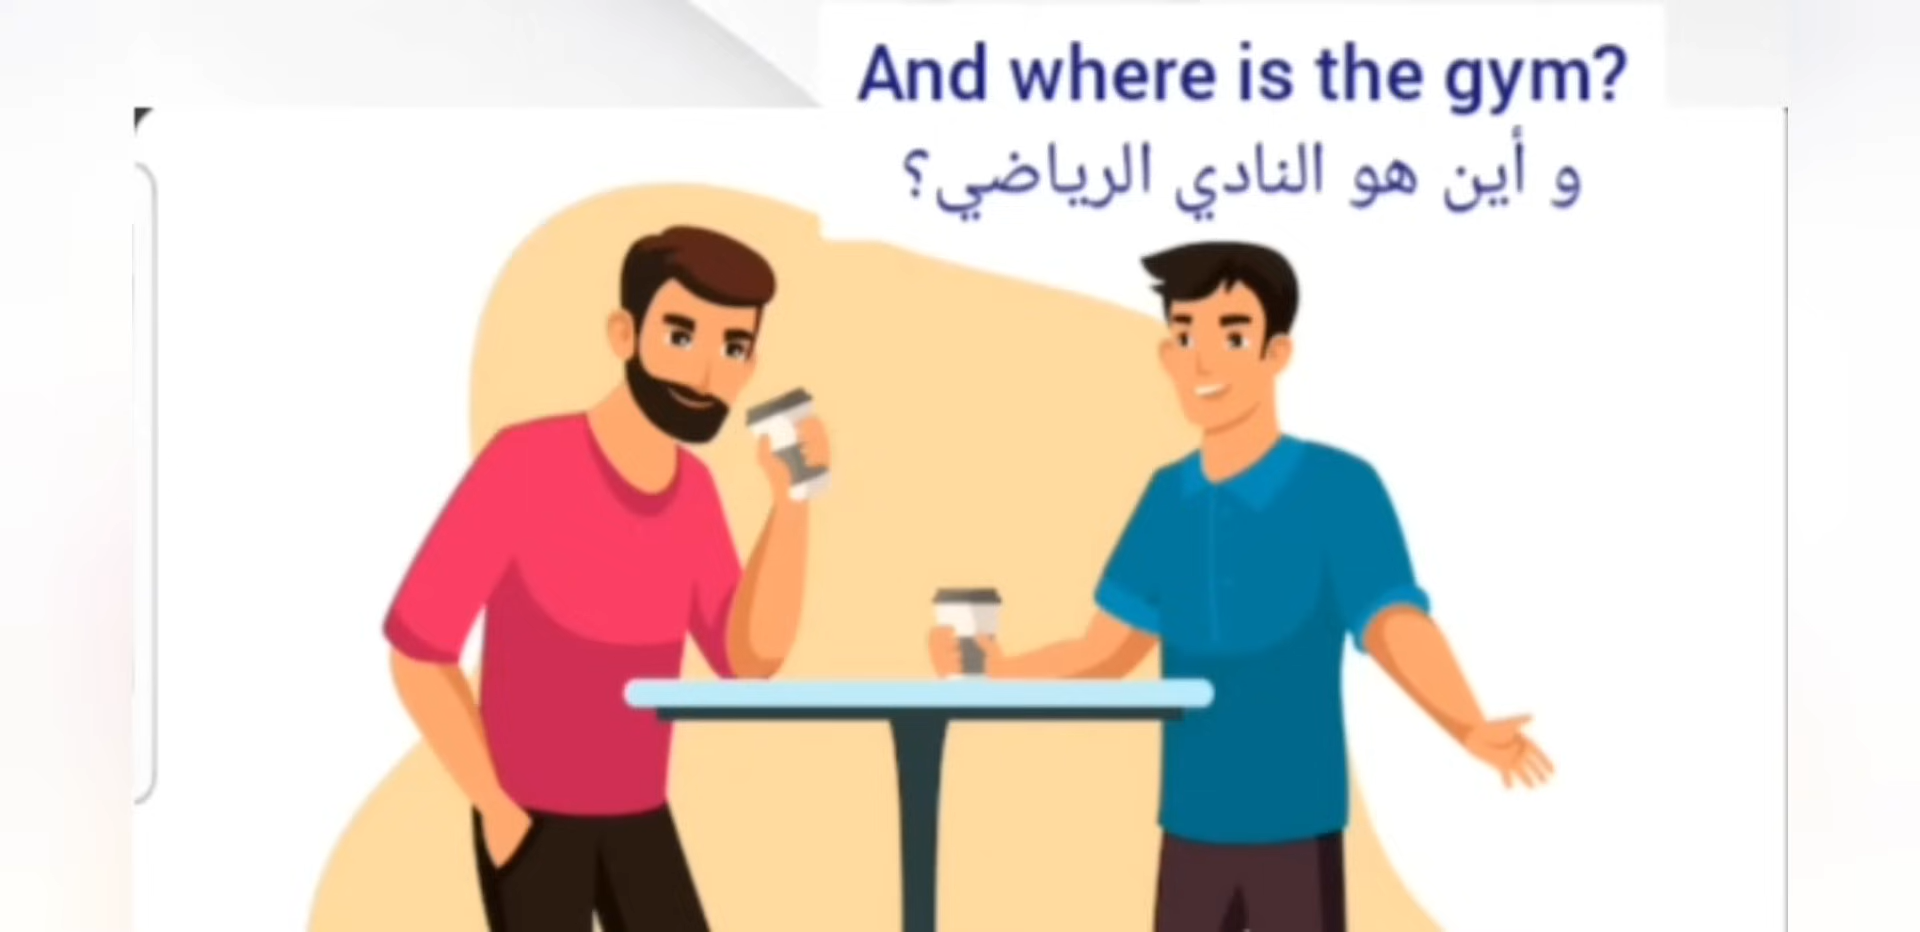 And where is the gym?
و أين هو النادي الرياضي؟